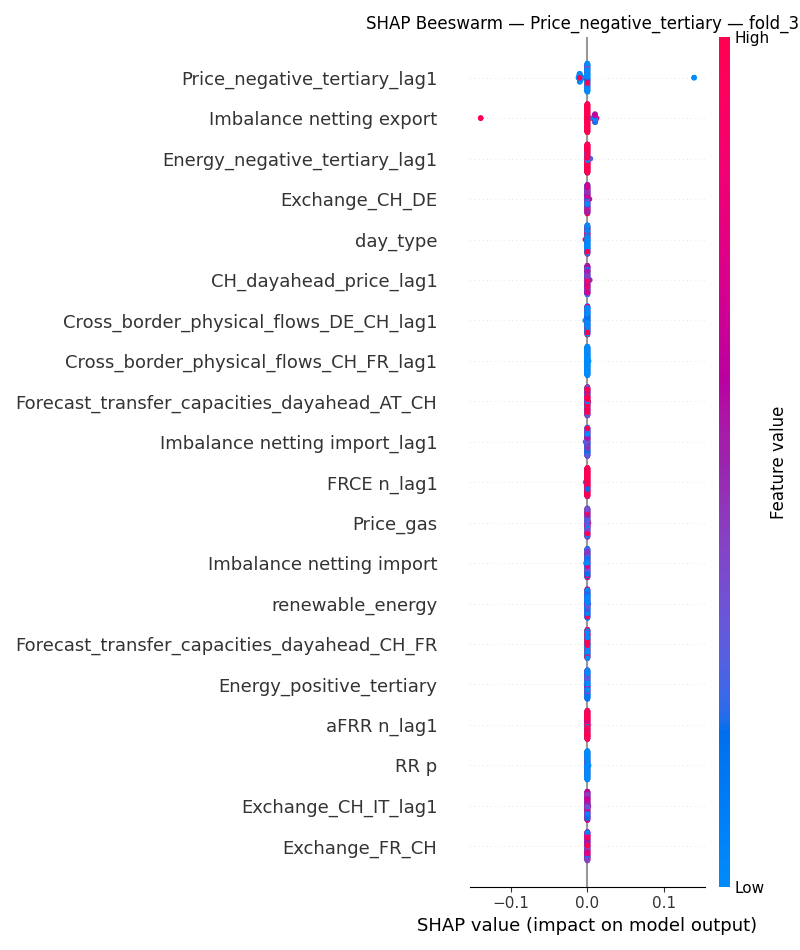 SHAP Beeswarm — Price_negative_tertiary — fold_3
High
Price_negative_tertiary_lag1
Imbalance netting export
Energy_negative_tertiary_lag1
Exchange_CH_DE
day_type
CH_dayahead_price_lag1
Cross_border_physical_flows_DE_CH_lag1
Cross_border_physical_flows_CH_FR_lag1
Forecast_transfer_capacities_dayahead_AT_CH
Imbalance netting import_lag1
FRCE n_lag1
Price_gas
Imbalance netting import
renewable_energy
Forecast_transfer_capacities_dayahead_CH_FR
Energy_positive_tertiary
aFRR n_lag1
RR p
Exchange_CH_IT_lag1
Exchange_FR_CH
Feature value
Low
−0.1 0.0 0.1
SHAP value (impact on model output)